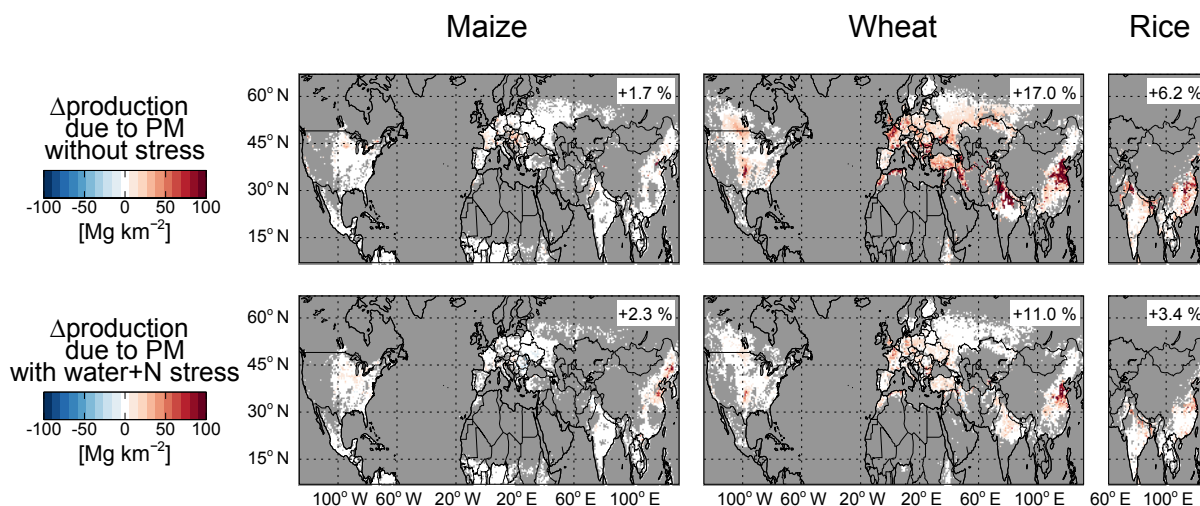 Maize Wheat Rice
Δproduction
due to PM
without stress
-100 -50 0 50 100
[Mg km⁻²]
60° N
45° N
30° N
15° N
+1.7 %
+17.0 %
+6.2 %
Δproduction
due to PM
with water+N stress
-100 -50 0 50 100
[Mg km⁻²]
60° N
45° N
30° N
15° N
+2.3 %
+11.0 %
+3.4 %
100° W 60° W 20° W 20° E 60° E 100° E
100° W 60° W 20° W 20° E 60° E 100° E
60° E 100° E